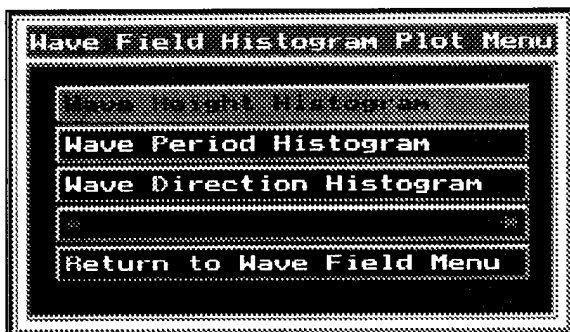 Wave Field Histogram Plot Menu
Wave Height Histogram
Wave Period Histogram
Wave Direction Histogram
Return to Wave Field Menu